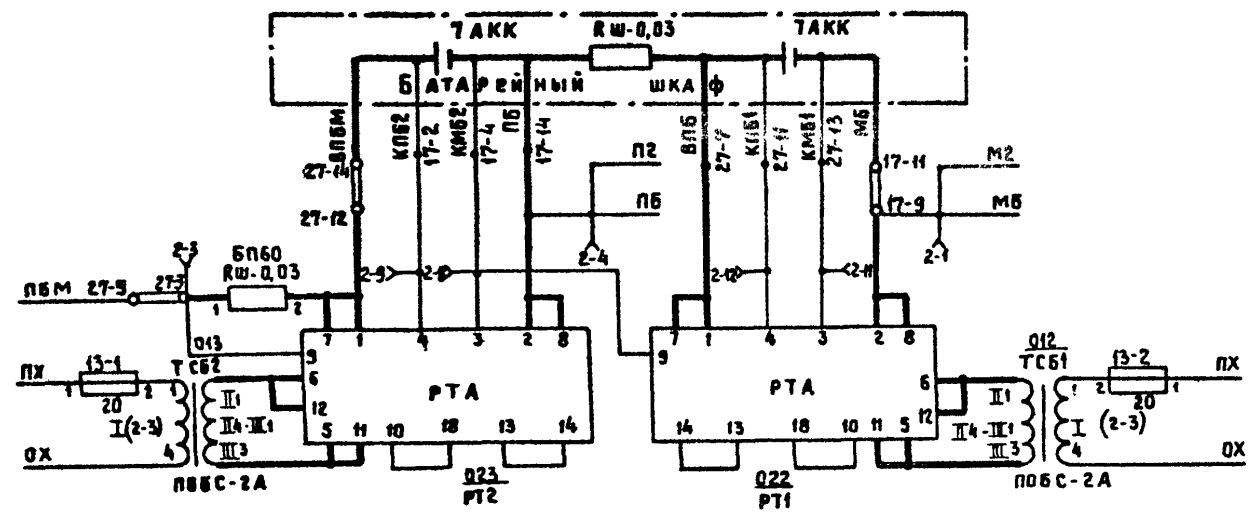 7АКК
Rш-0,03
7АКК
БАТАРЕЙНЫЙ ШКАФ
ВПБМ
КПБ2
17-2
КМБ2
17-4
ПБ
17-14
ВПБ
27-7
КПБ1
27-11
КМБ1
27-13
МБ
27-14
27-12
П2
ПБ
2-4
17-11
17-9
М2
МБ
2-1
2-3
БП60
Rш-0,03
ПБМ 27-5
27-3
1 2
2-9
2-8
2-12
2-11
7 1 4 3 2 8
7 1 4 3 2 8
013
ТСБ2
9
9
012
ТСБ1
ПХ
13-1
1 2
20
1
I(2-3)
4
ОХ
II1
II4-III1
III3
ПОБС-2А
6
12
РТА
5 11 10 18 13 14
023
РТ2
РТА
6
12
14 13 18 10 11 5
022
РТ1
II1
II4-III1
III3
1
I (2-3)
4
13-2
2 1
20
ПХ
ОХ
ПОБС-2А